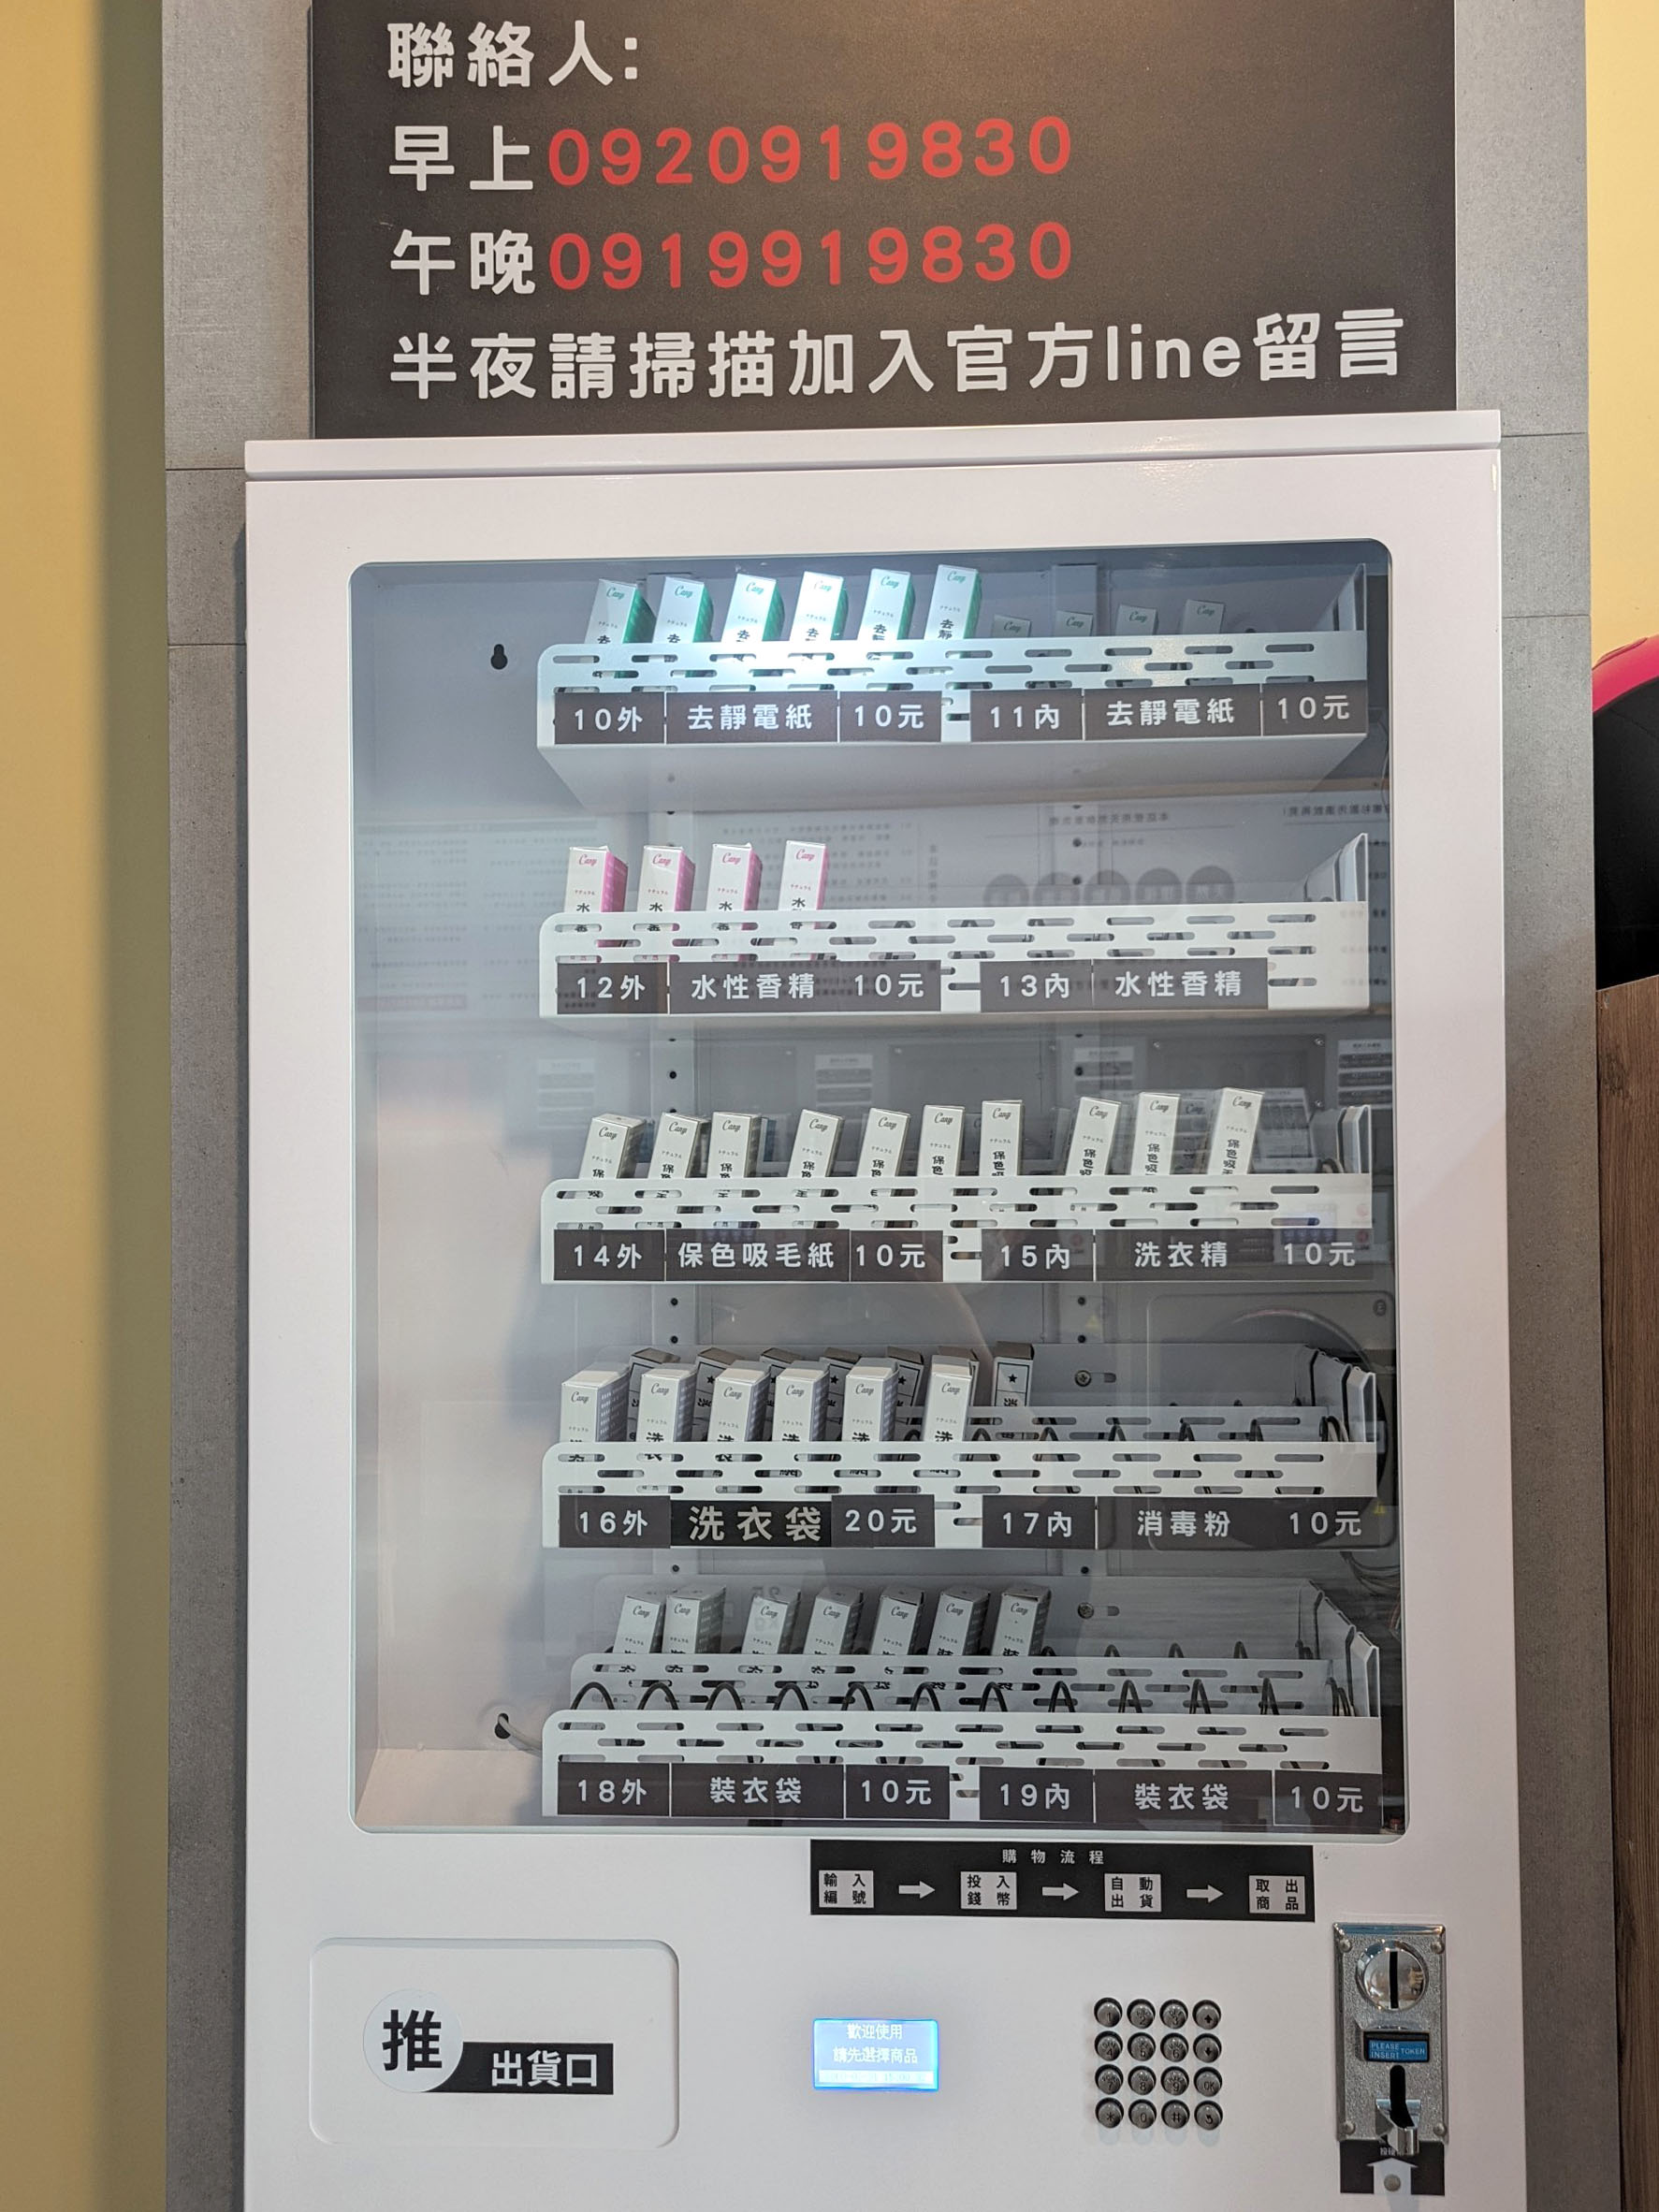 聯絡人:
早上0920919830
午晚0919919830
半夜請掃描加入官方line留言
Camp Camp Camp Camp Camp Camp
10外 去靜電紙 10元 11內 去靜電紙 10元
12外 水性香精 10元 13內 水性香精
14外 保色吸毛紙 10元 15內 洗衣精 10元
16外 洗衣袋 20元 17內 消毒粉 10元
18外 裝衣袋 10元 19內 裝衣袋 10元
購物流程
輸入編號 投入錢幣 自動出貨 取出商品
推 出貨口
歡迎使用
請先選擇商品
PLEASE INSERT TOKEN